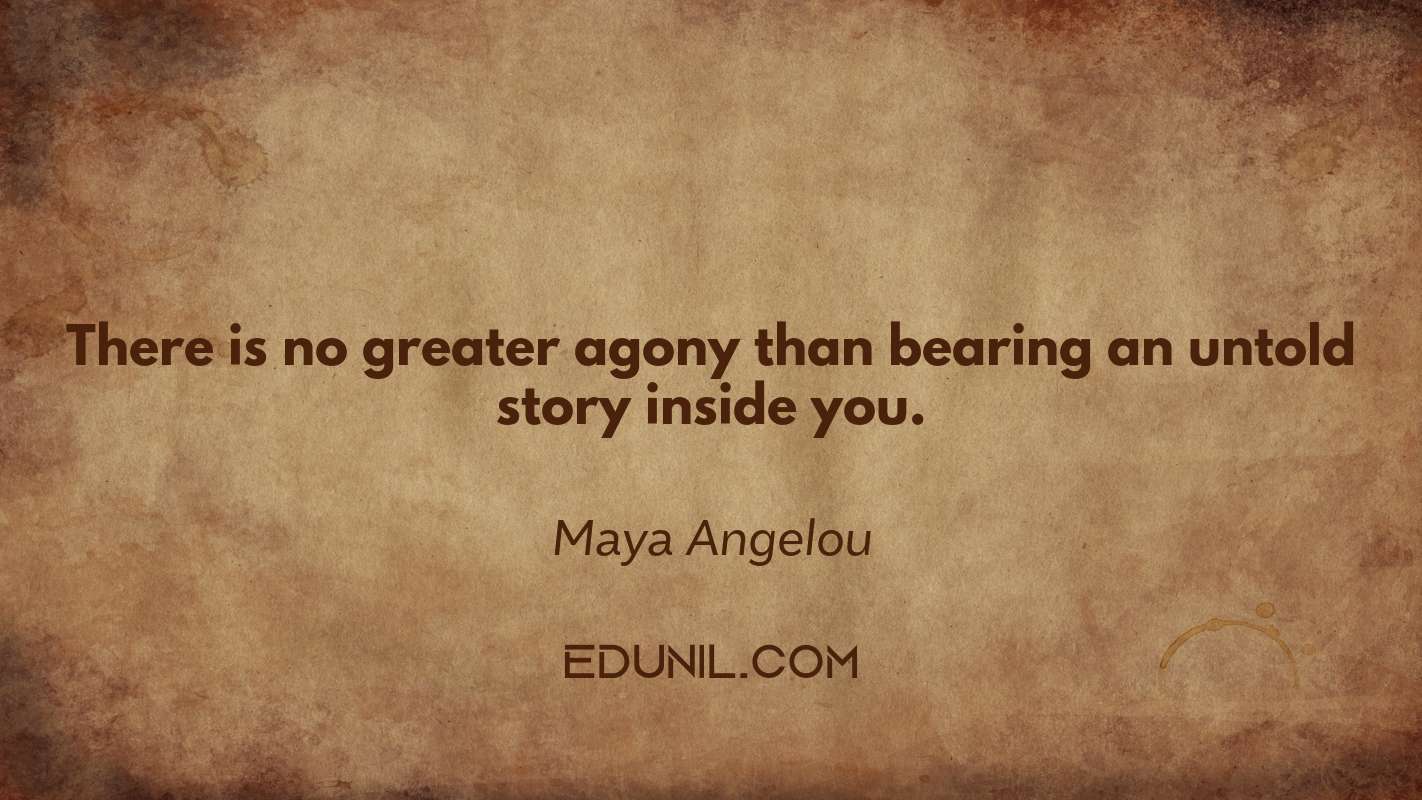 There is no greater agony than bearing an untold
story inside you.
Maya Angelou
EDUNIL.COM